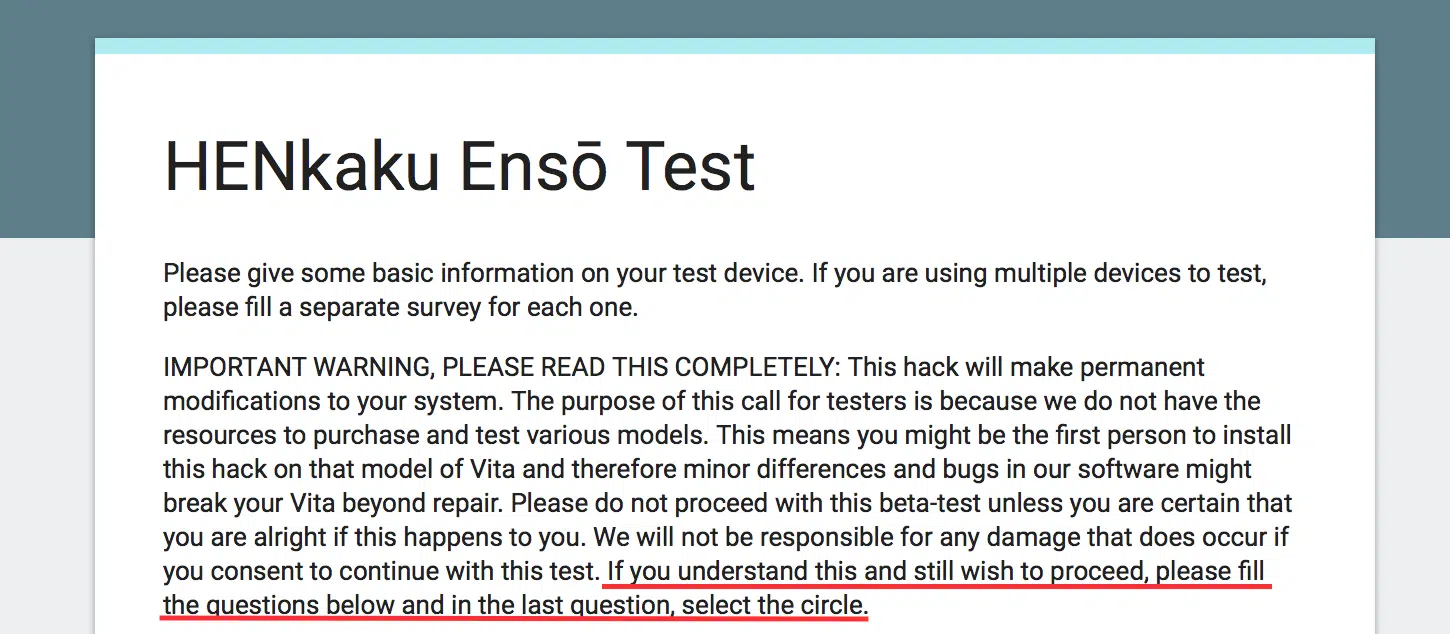 HENkaku Ensō Test
Please give some basic information on your test device. If you are using multiple devices to test,
please fill a separate survey for each one.
IMPORTANT WARNING, PLEASE READ THIS COMPLETELY: This hack will make permanent
modifications to your system. The purpose of this call for testers is because we do not have the
resources to purchase and test various models. This means you might be the first person to install
this hack on that model of Vita and therefore minor differences and bugs in our software might
break your Vita beyond repair. Please do not proceed with this beta-test unless you are certain that
you are alright if this happens to you. We will not be responsible for any damage that does occur if
you consent to continue with this test. If you understand this and still wish to proceed, please fill
the questions below and in the last question, select the circle.